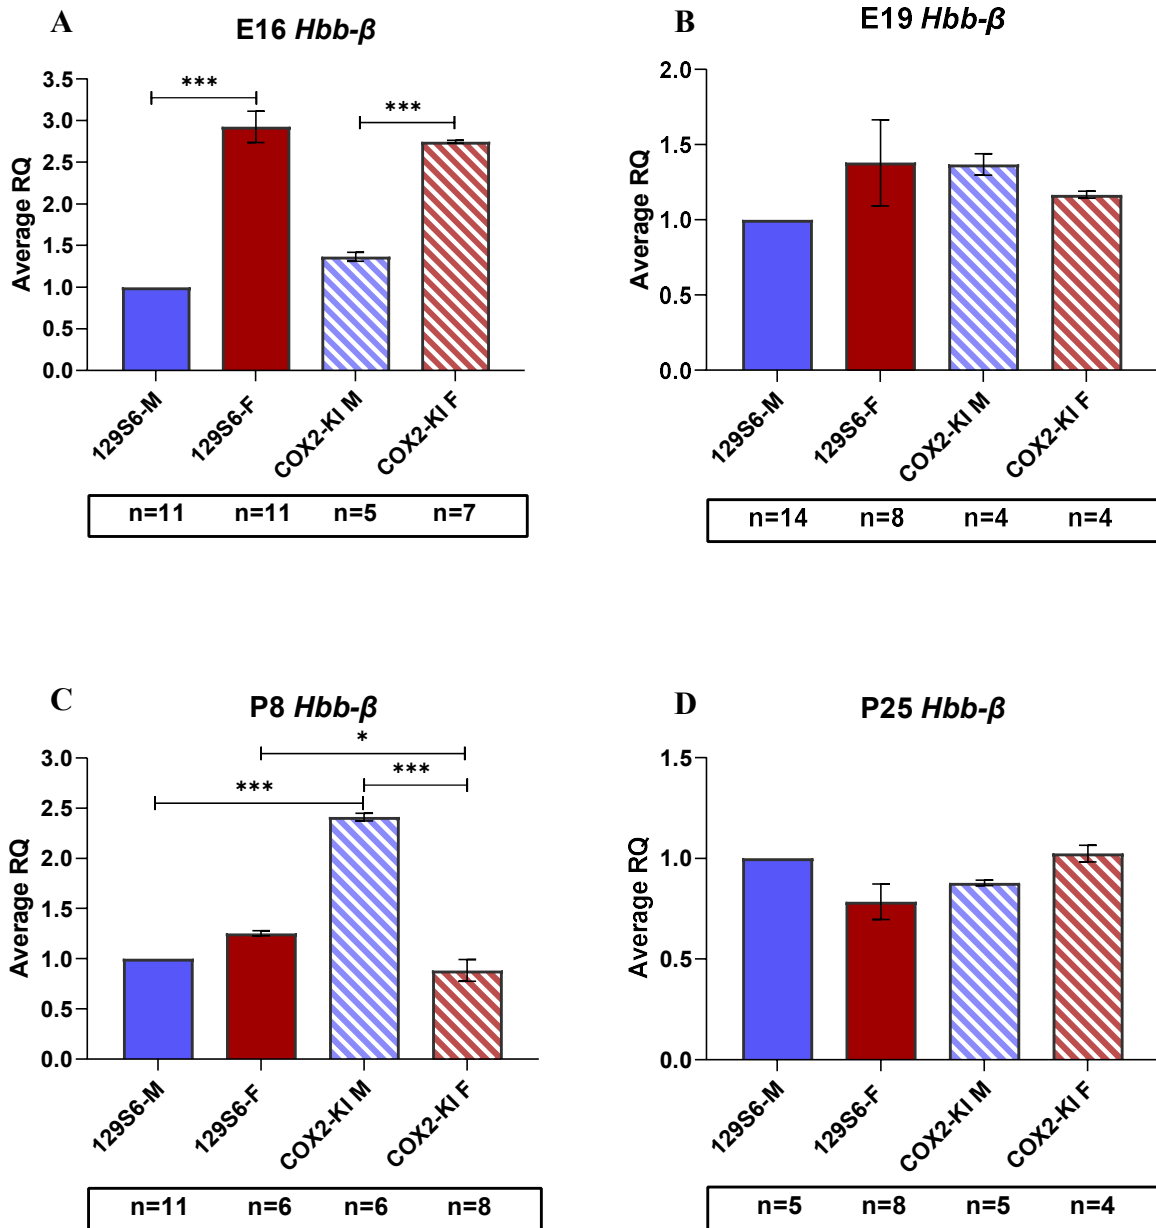 A
E16 Hbb-β
Average RQ
3.5
3.0
2.5
2.0
1.5
1.0
0.5
0.0
***
***
129S6-M
129S6-F
COX2-KI M
COX2-KI F
n=11 n=11 n=5 n=7
B
E19 Hbb-β
Average RQ
2.0
1.5
1.0
0.5
0.0
129S6-M
129S6-F
COX2-KI M
COX2-KI F
n=14 n=8 n=4 n=4
C
P8 Hbb-β
Average RQ
3.0
2.5
2.0
1.5
1.0
0.5
0.0
*
***
***
129S6-M
129S6-F
COX2-KI M
COX2-KI F
n=11 n=6 n=6 n=8
D
P25 Hbb-β
Average RQ
1.5
1.0
0.5
0.0
129S6-M
129S6-F
COX2-KI M
COX2-KI F
n=5 n=8 n=5 n=4